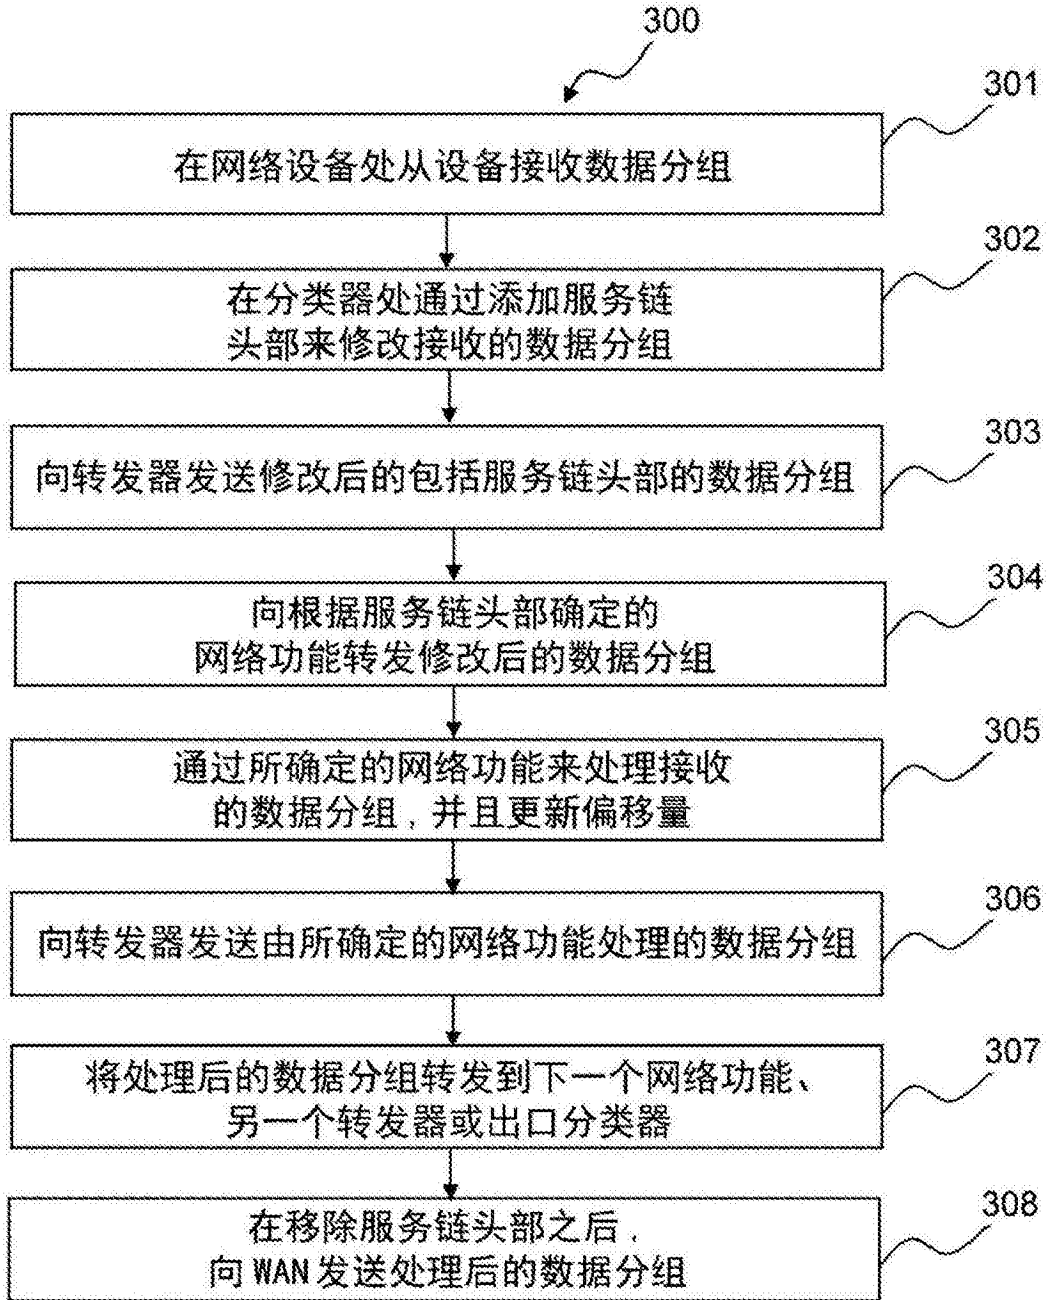 300
301
在网络设备处从设备接收数据分组
302
在分类器处通过添加服务链
头部来修改接收的数据分组
303
向转发器发送修改后的包括服务链头部的数据分组
304
向根据服务链头部确定的
网络功能转发修改后的数据分组
305
通过所确定的网络功能来处理接收
的数据分组，并且更新偏移量
306
向转发器发送由所确定的网络功能处理的数据分组
307
将处理后的数据分组转发到下一个网络功能、
另一个转发器或出口分类器
308
在移除服务链头部之后，
向WAN发送处理后的数据分组